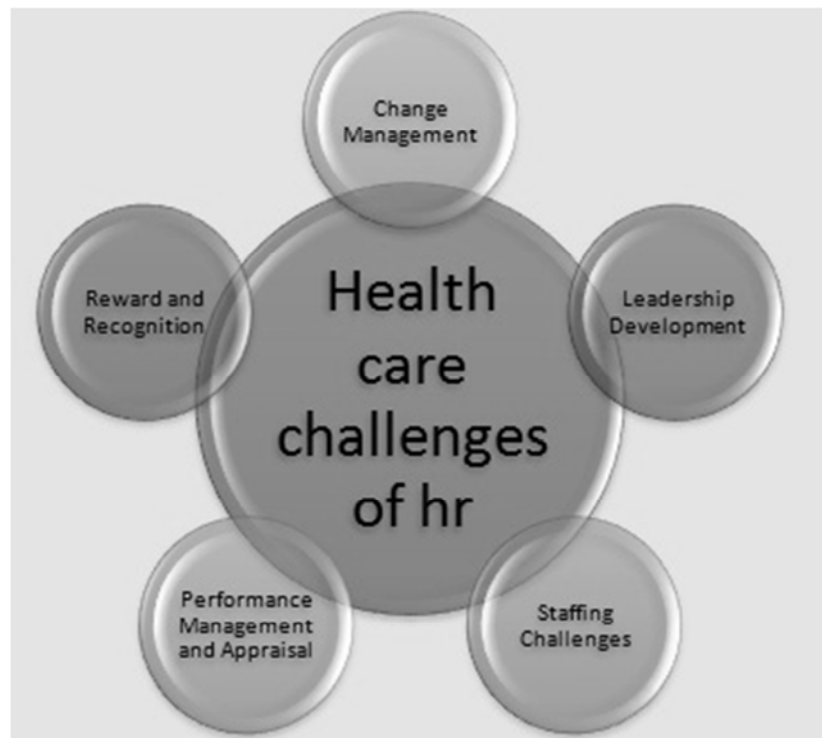 Change
Management
Reward and
Recognition
Health
care
challenges
of hr
Leadership
Development
Performance
Management
and Appraisal
Staffing
Challenges